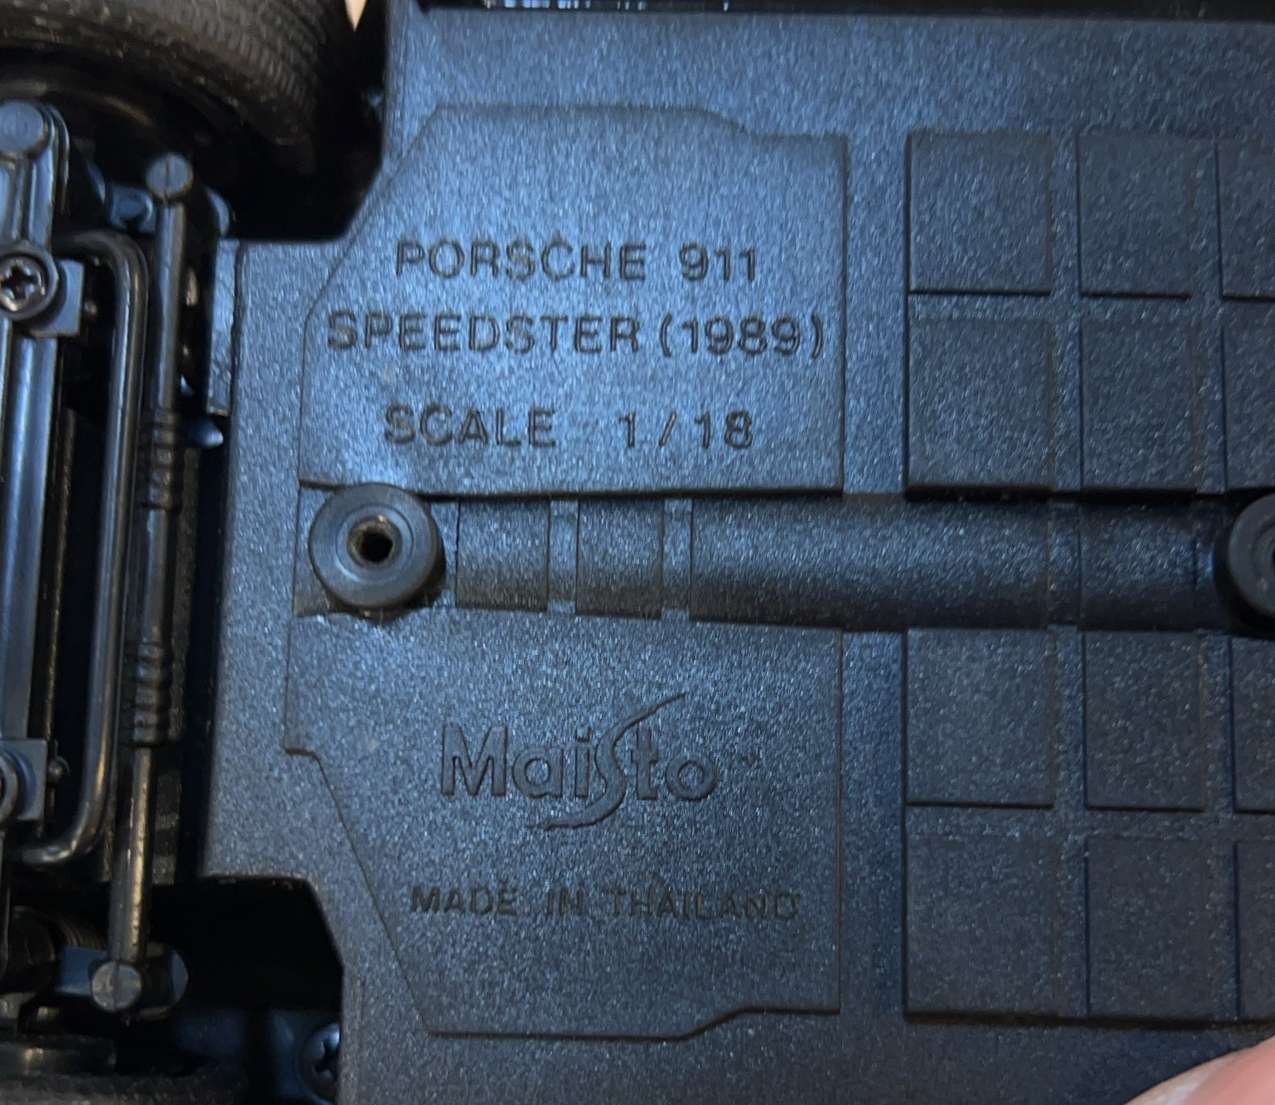 PORSCHE 911
SPEEDSTER (1989)
SCALE 1/18
Maisto
MADE IN THAILAND